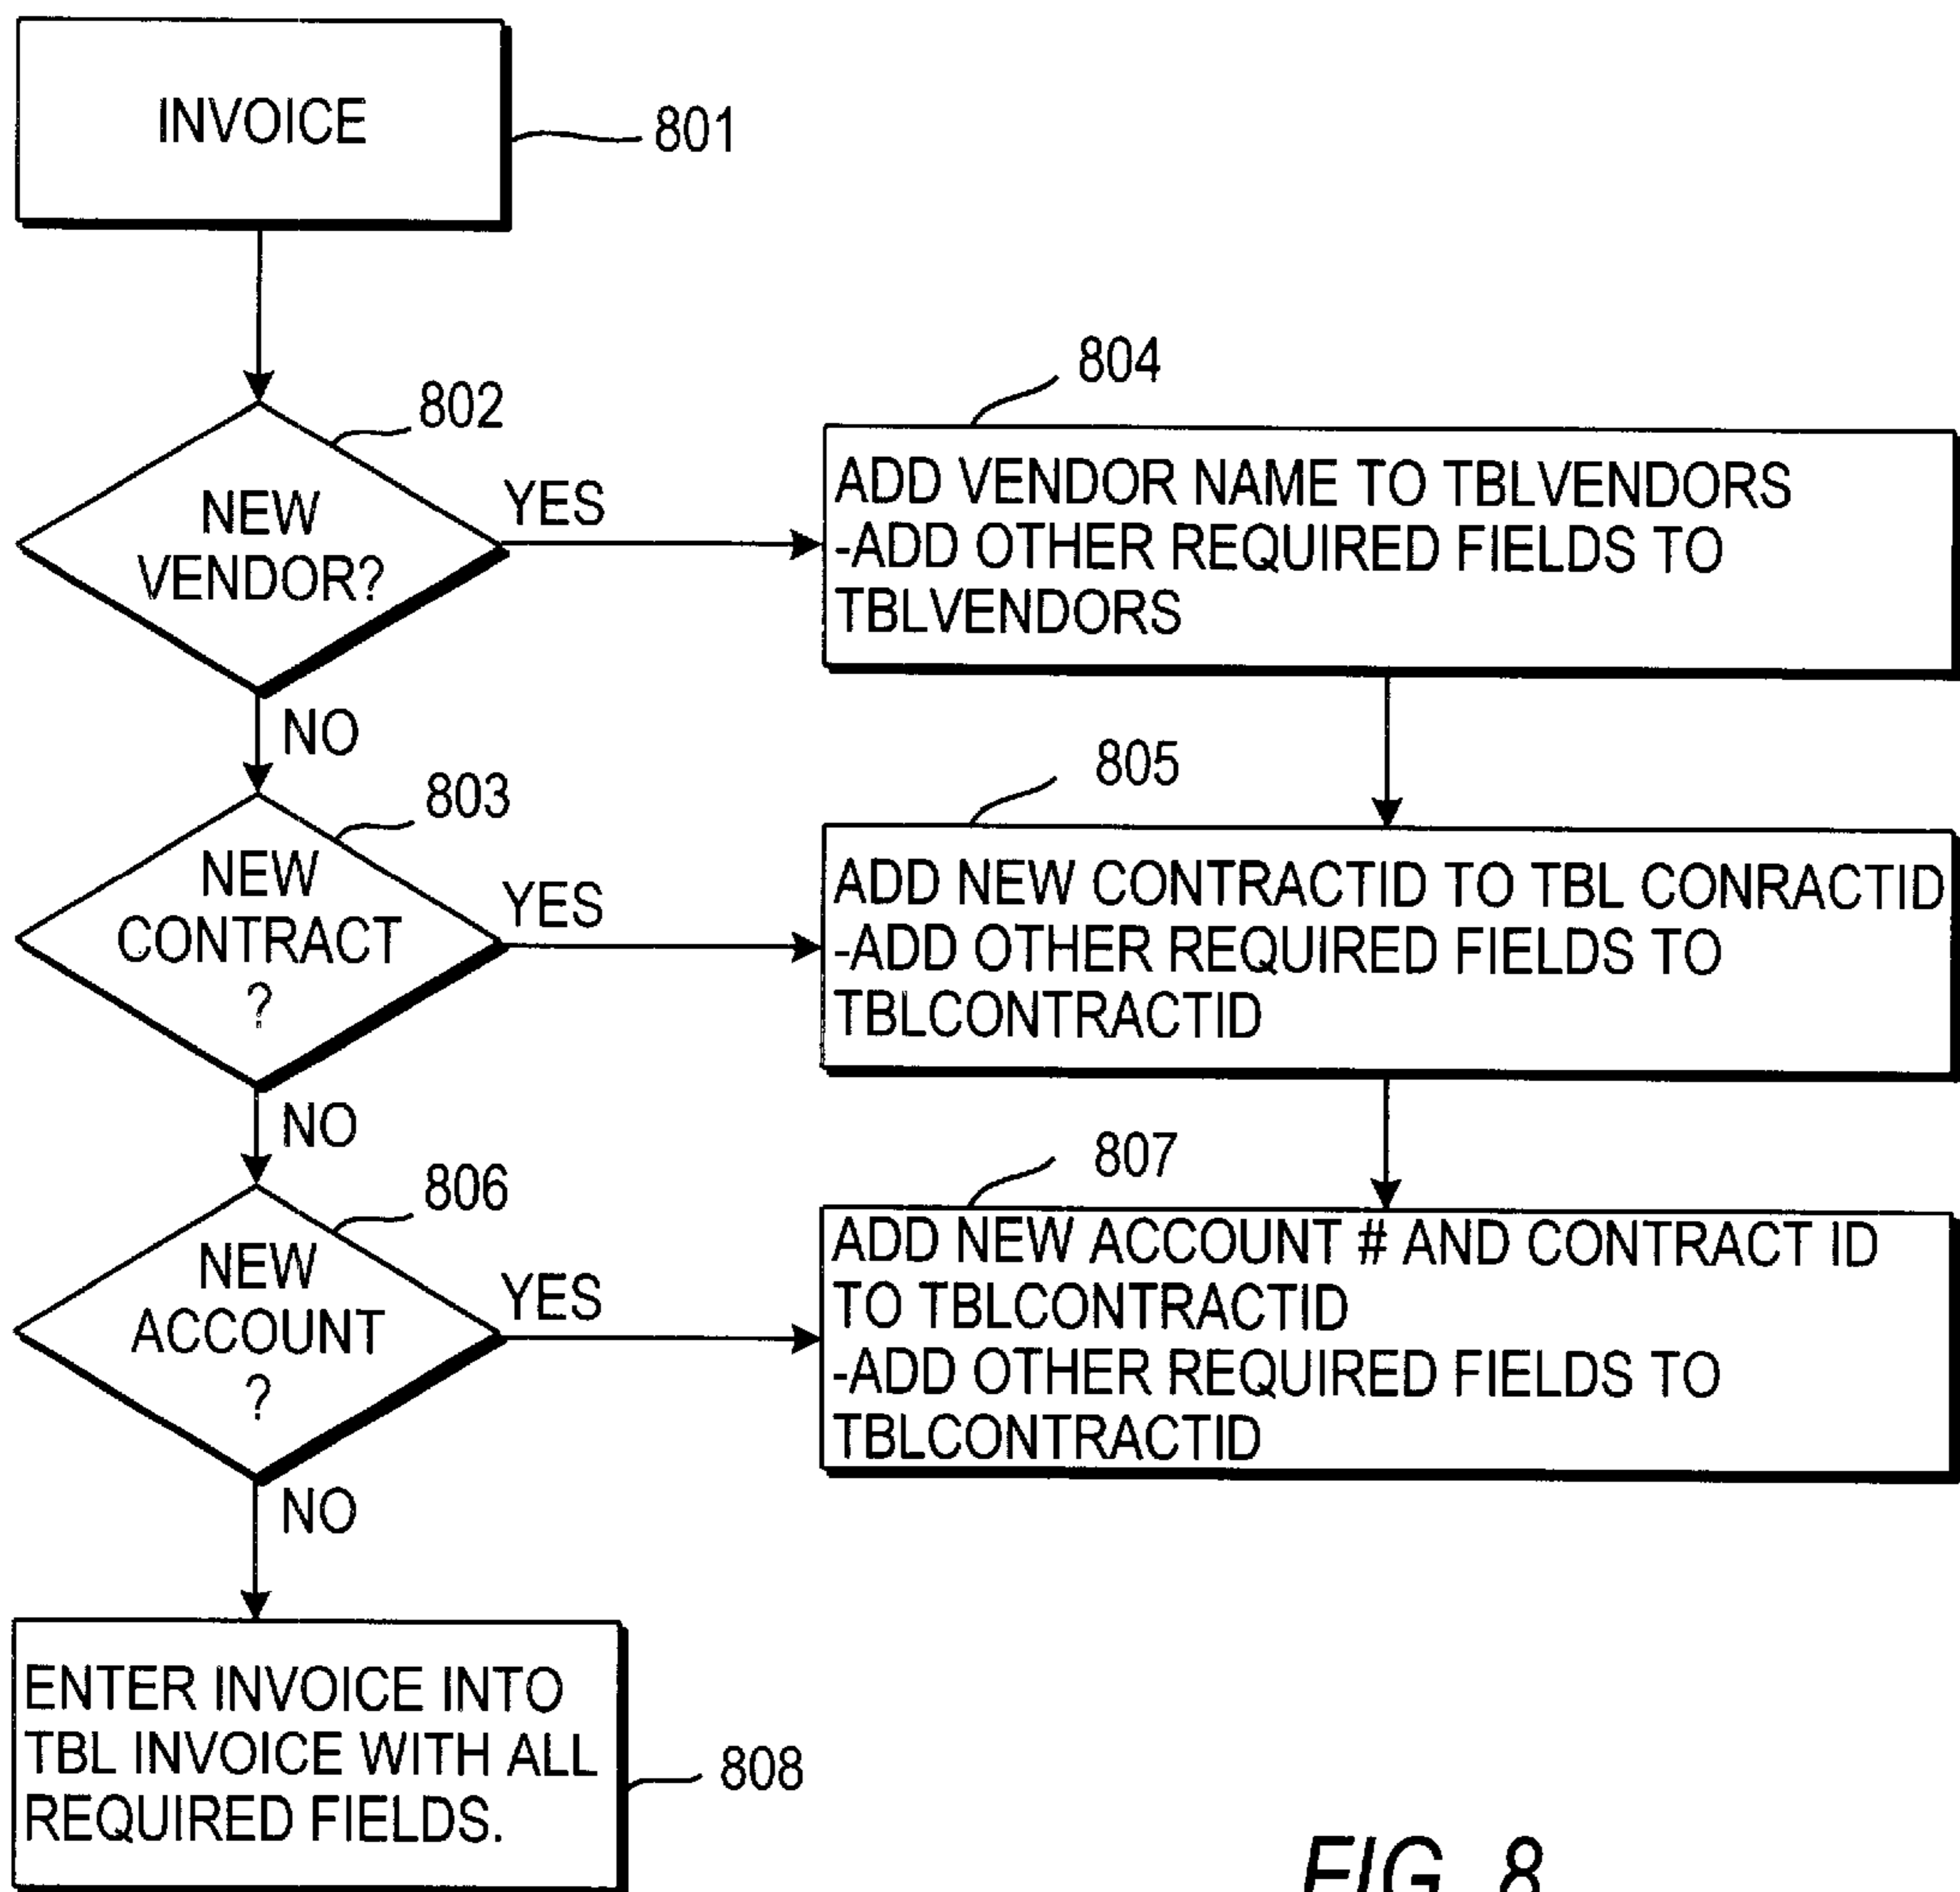 INVOICE
801
802
NEW
VENDOR?
YES
NO
804
ADD VENDOR NAME TO TBLVENDORS
-ADD OTHER REQUIRED FIELDS TO
TBLVENDORS
803
NEW
CONTRACT
?
YES
NO
805
ADD NEW CONTRACTID TO TBL CONRACTID
-ADD OTHER REQUIRED FIELDS TO
TBLCONTRACTID
806
NEW
ACCOUNT
?
YES
NO
807
ADD NEW ACCOUNT # AND CONTRACT ID
TO TBLCONTRACTID
-ADD OTHER REQUIRED FIELDS TO
TBLCONTRACTID
ENTER INVOICE INTO
TBL INVOICE WITH ALL
REQUIRED FIELDS.
808
FIG. 8